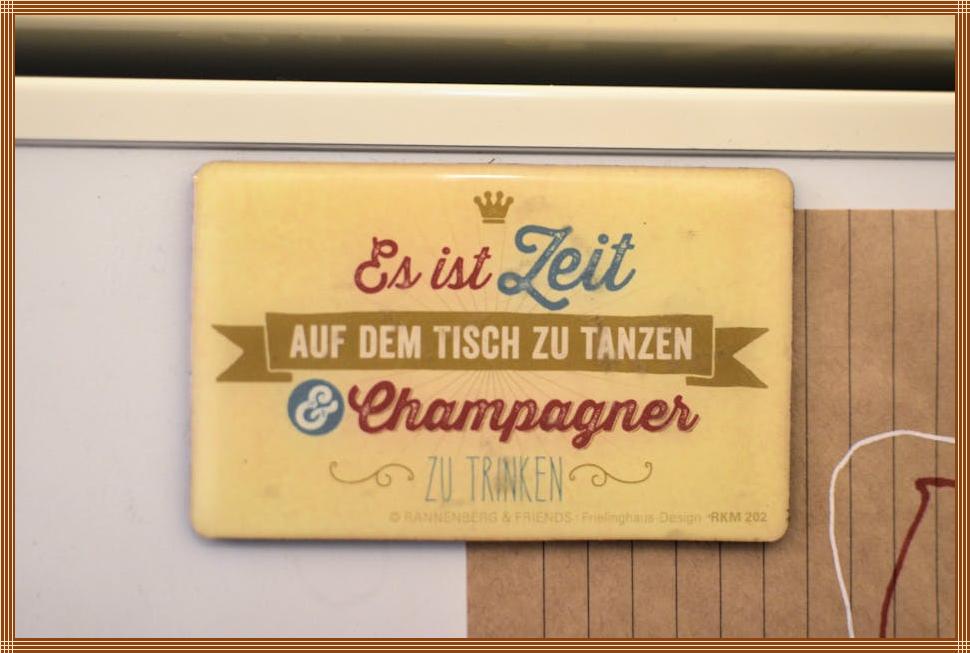 Es ist Zeit
AUF DEM TISCH ZU TANZEN
& Champagner
ZU TRINKEN
© RANNENBERG & FRIENDS · Frielinghaus-Design · RKM 202